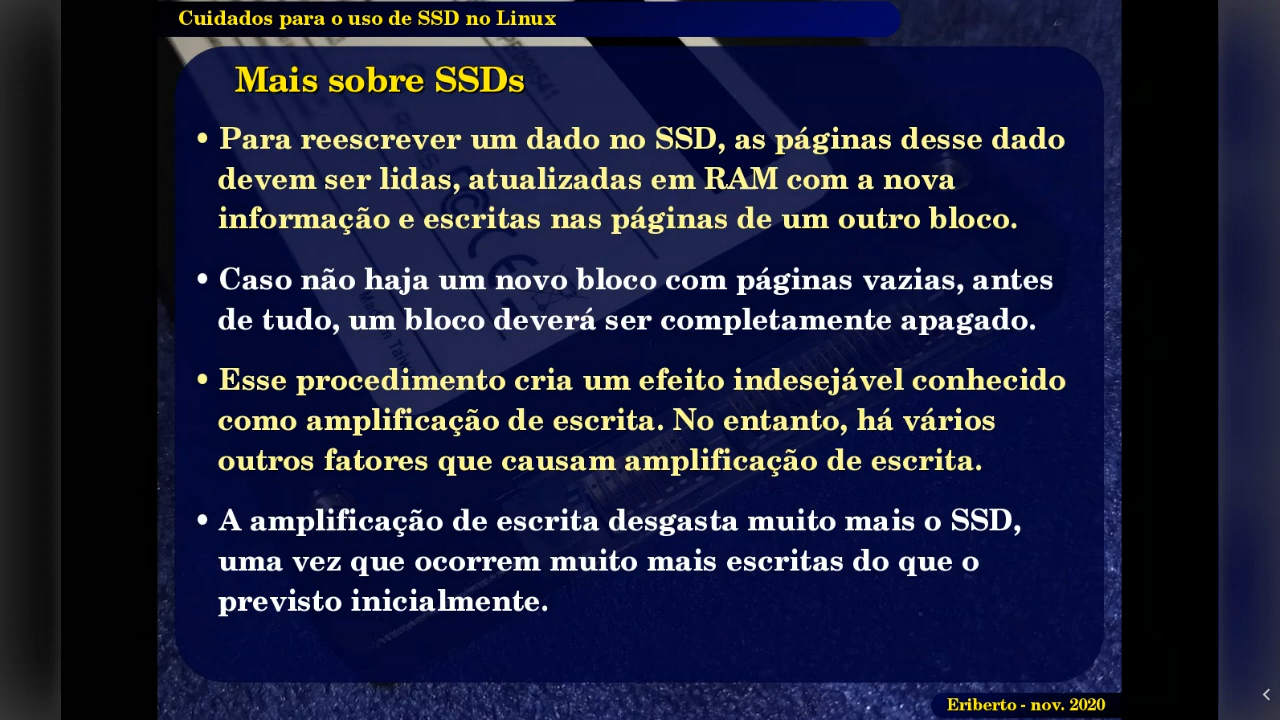 Cuidados para o uso de SSD no Linux
Mais sobre SSDs
• Para reescrever um dado no SSD, as páginas desse dado
devem ser lidas, atualizadas em RAM com a nova
informação e escritas nas páginas de um outro bloco.
• Caso não haja um novo bloco com páginas vazias, antes
de tudo, um bloco deverá ser completamente apagado.
• Esse procedimento cria um efeito indesejável conhecido
como amplificação de escrita. No entanto, há vários
outros fatores que causam amplificação de escrita.
• A amplificação de escrita desgasta muito mais o SSD,
uma vez que ocorrem muito mais escritas do que o
previsto inicialmente.
Eriberto - nov. 2020